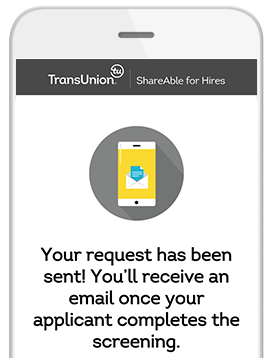 TransUnion tu ShareAble for Hires
Your request has been
sent! You'll receive an
email once your
applicant completes the
screening.